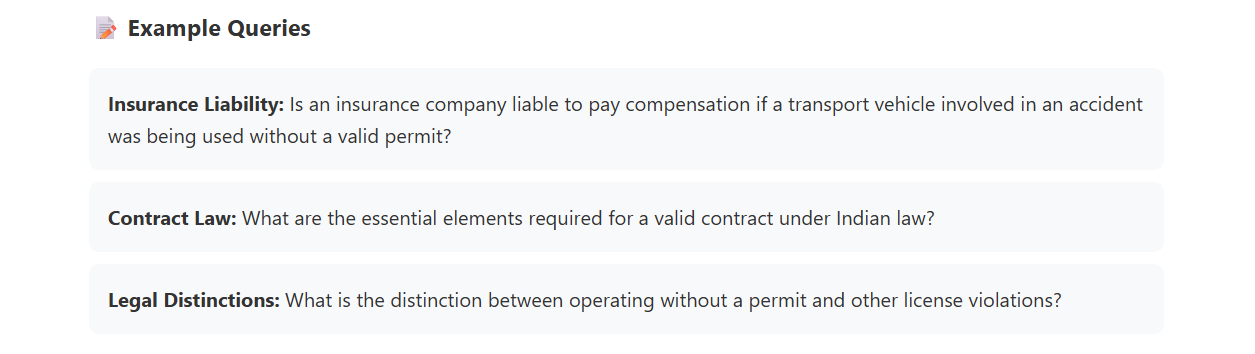 📝 Example Queries
Insurance Liability: Is an insurance company liable to pay compensation if a transport vehicle involved in an accident
was being used without a valid permit?
Contract Law: What are the essential elements required for a valid contract under Indian law?
Legal Distinctions: What is the distinction between operating without a permit and other license violations?